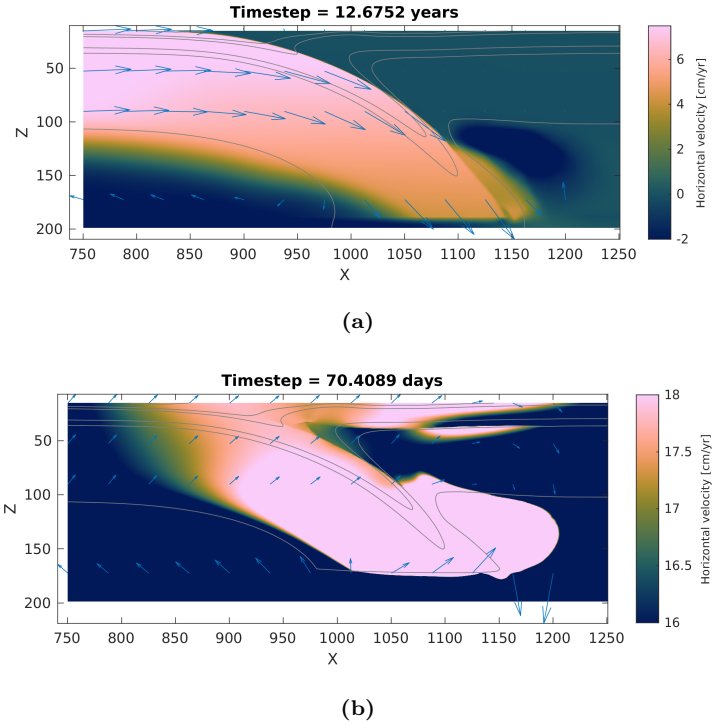 Timestep = 12.6752 years
50
100
150
200
Z
750 800 850 900 950 1000 1050 1100 1150 1200 1250
X
6
4
2
0
-2
Horizontal velocity [cm/yr]
(a)
Timestep = 70.4089 days
50
100
150
200
Z
750 800 850 900 950 1000 1050 1100 1150 1200 1250
X
18
17.5
17
16.5
16
Horizontal velocity [cm/yr]
(b)